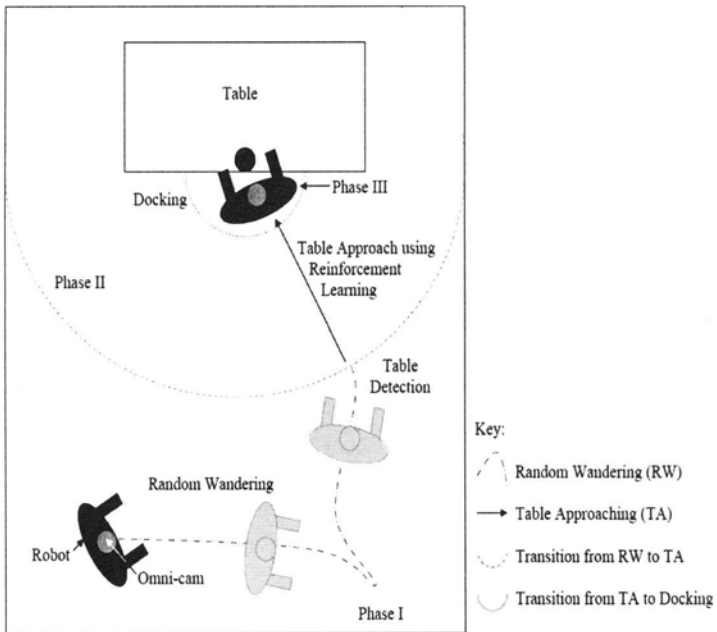 Table
Docking
Phase III
Table Approach using
Reinforcement
Learning
Phase II
Table
Detection
Random Wandering
Robot
Omni-cam
Phase I
Key:
Random Wandering (RW)
Table Approaching (TA)
Transition from RW to TA
Transition from TA to Docking